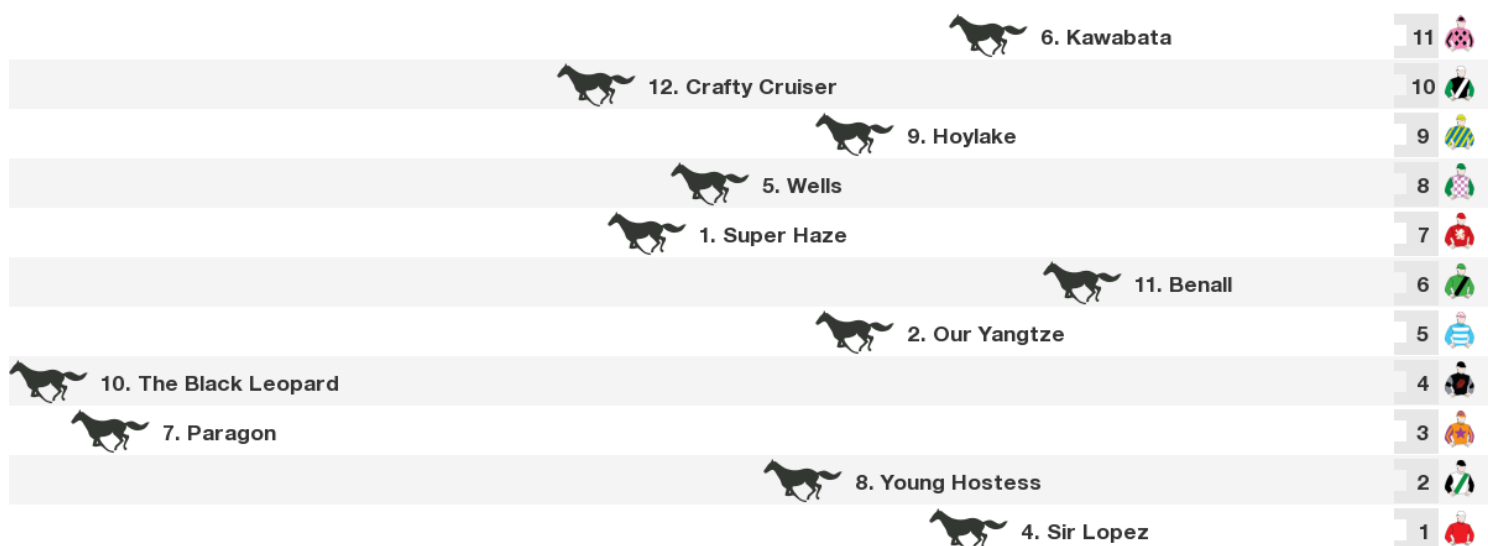 6. Kawabata 11
12. Crafty Cruiser 10
9. Hoylake 9
5. Wells 8
1. Super Haze 7
11. Benall 6
2. Our Yangtze 5
10. The Black Leopard 4
7. Paragon 3
8. Young Hostess 2
4. Sir Lopez 1